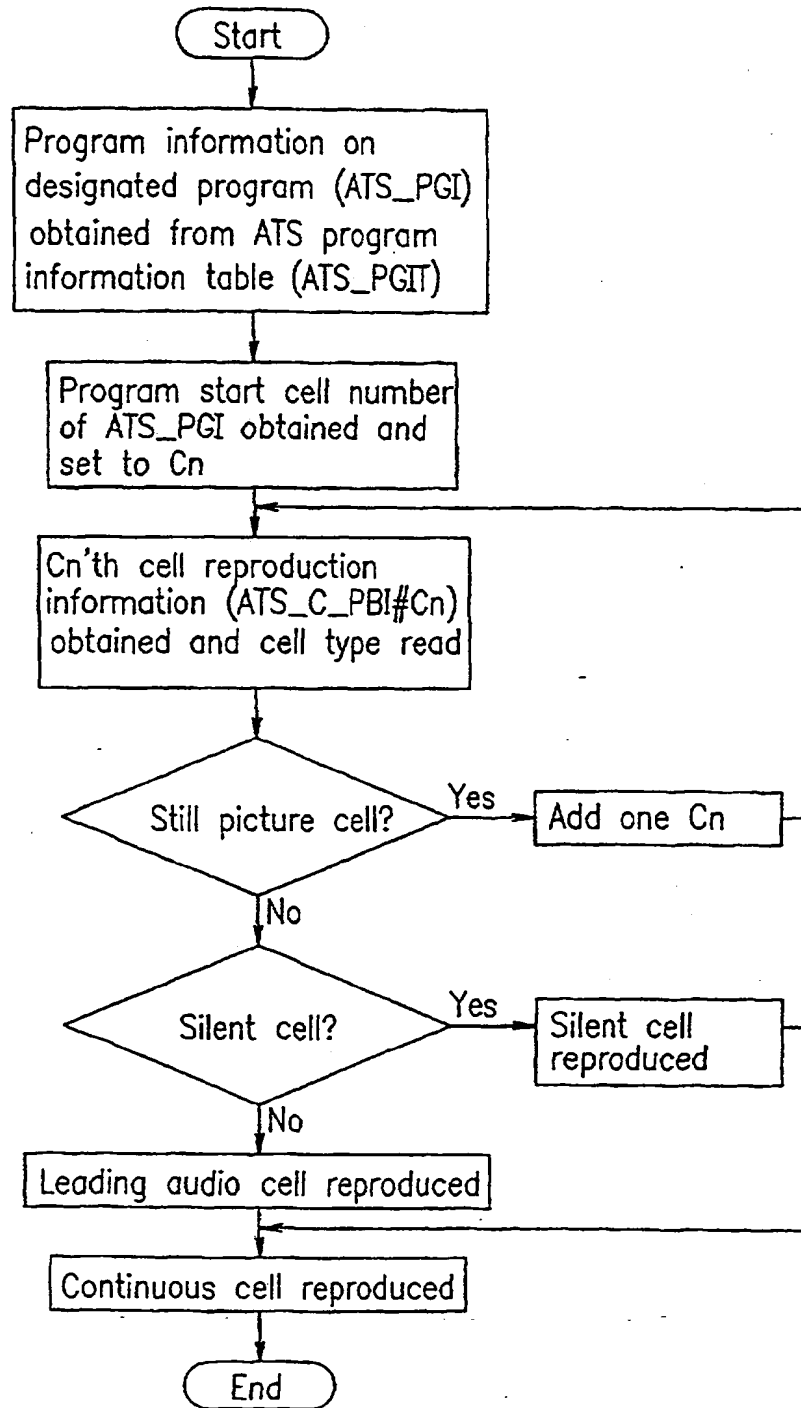 Start
Program information on
designated program (ATS_PGI)
obtained from ATS program
information table (ATS_PGIT)
Program start cell number
of ATS_PGI obtained and
set to Cn
Cn'th cell reproduction
information (ATS_C_PBI#Cn)
obtained and cell type read
Still picture cell?
Yes
Add one Cn
No
Silent cell?
Yes
Silent cell
reproduced
No
Leading audio cell reproduced
Continuous cell reproduced
End